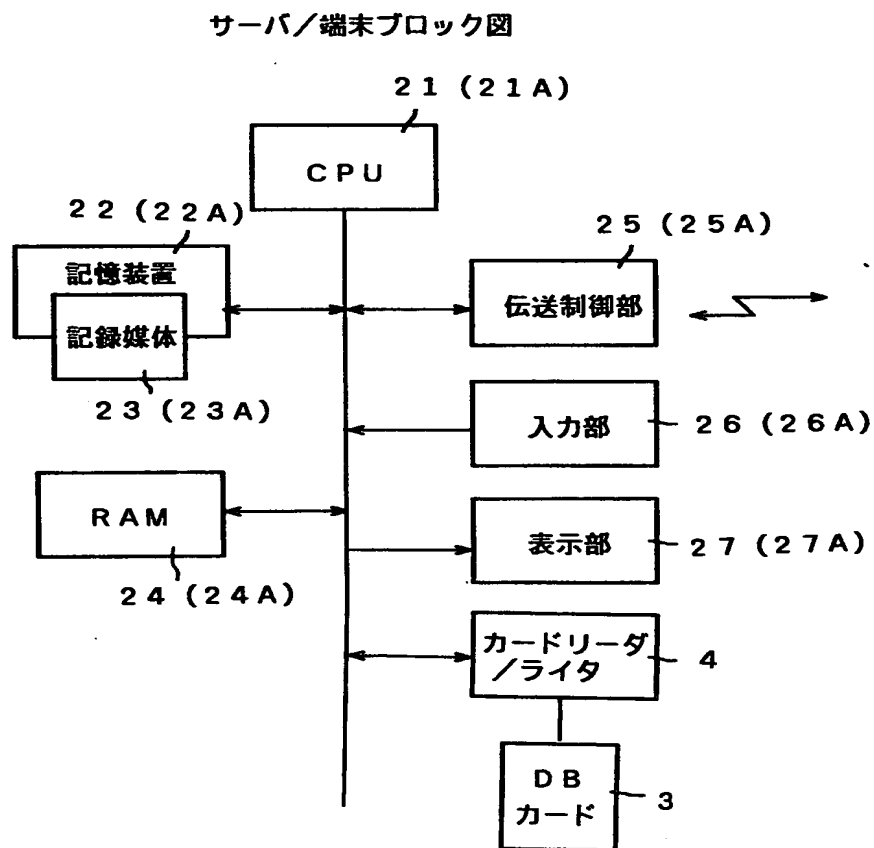 サーバ／端末ブロック図
21(21A)
CPU
22(22A)
記憶装置
記録媒体
23(23A)
RAM
24(24A)
25(25A)
伝送制御部
入力部
26(26A)
表示部
27(27A)
カードリーダ
／ライタ
4
DB
カード
3